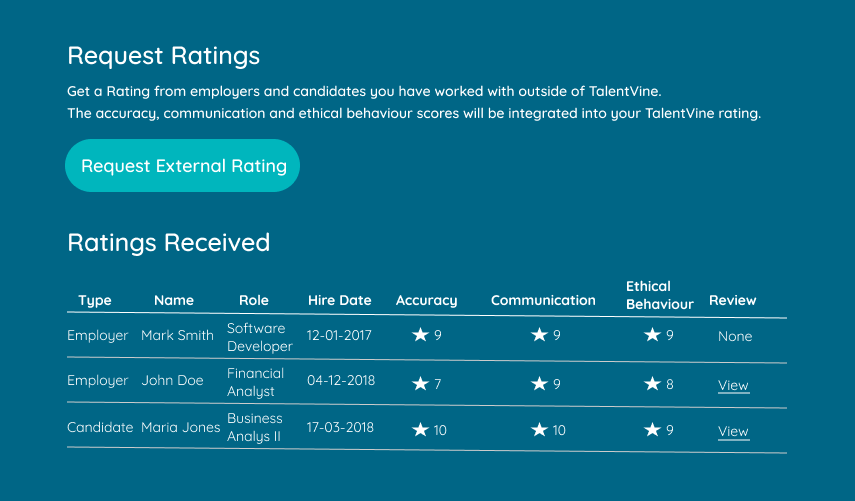 Request Ratings
Get a Rating from employers and candidates you have worked with outside of TalentVine.
The accuracy, communication and ethical behaviour scores will be integrated into your TalentVine rating.
Request External Rating
Ratings Received
Type Name Role Hire Date Accuracy Communication Ethical Behaviour Review
Employer Mark Smith Software Developer 12-01-2017 ★ 9 ★ 9 ★ 9 None
Employer John Doe Financial Analyst 04-12-2018 ★ 7 ★ 9 ★ 8 View
Candidate Maria Jones Business Analys II 17-03-2018 ★ 10 ★ 10 ★ 9 View